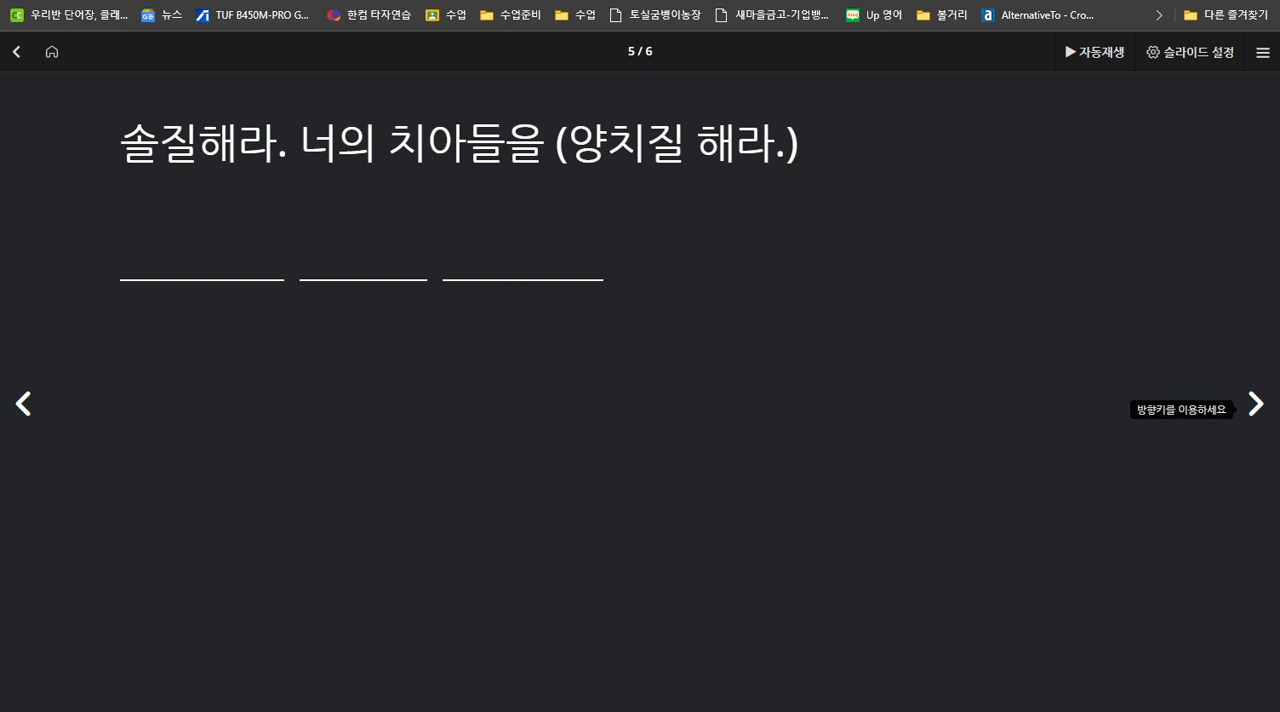 우리반 단어장, 클래... 뉴스 TUF B450M-PRO G... 한컴 타자연습 수업 수업준비 수업 토실굼벵이농장 새마을금고-기업뱅... Up 영어 볼거리 AlternativeTo - Cro... 다른 즐겨찾기
5 / 6 자동재생 슬라이드 설정
솔질해라. 너의 치아들을 (양치질 해라.)
방향키를 이용하세요